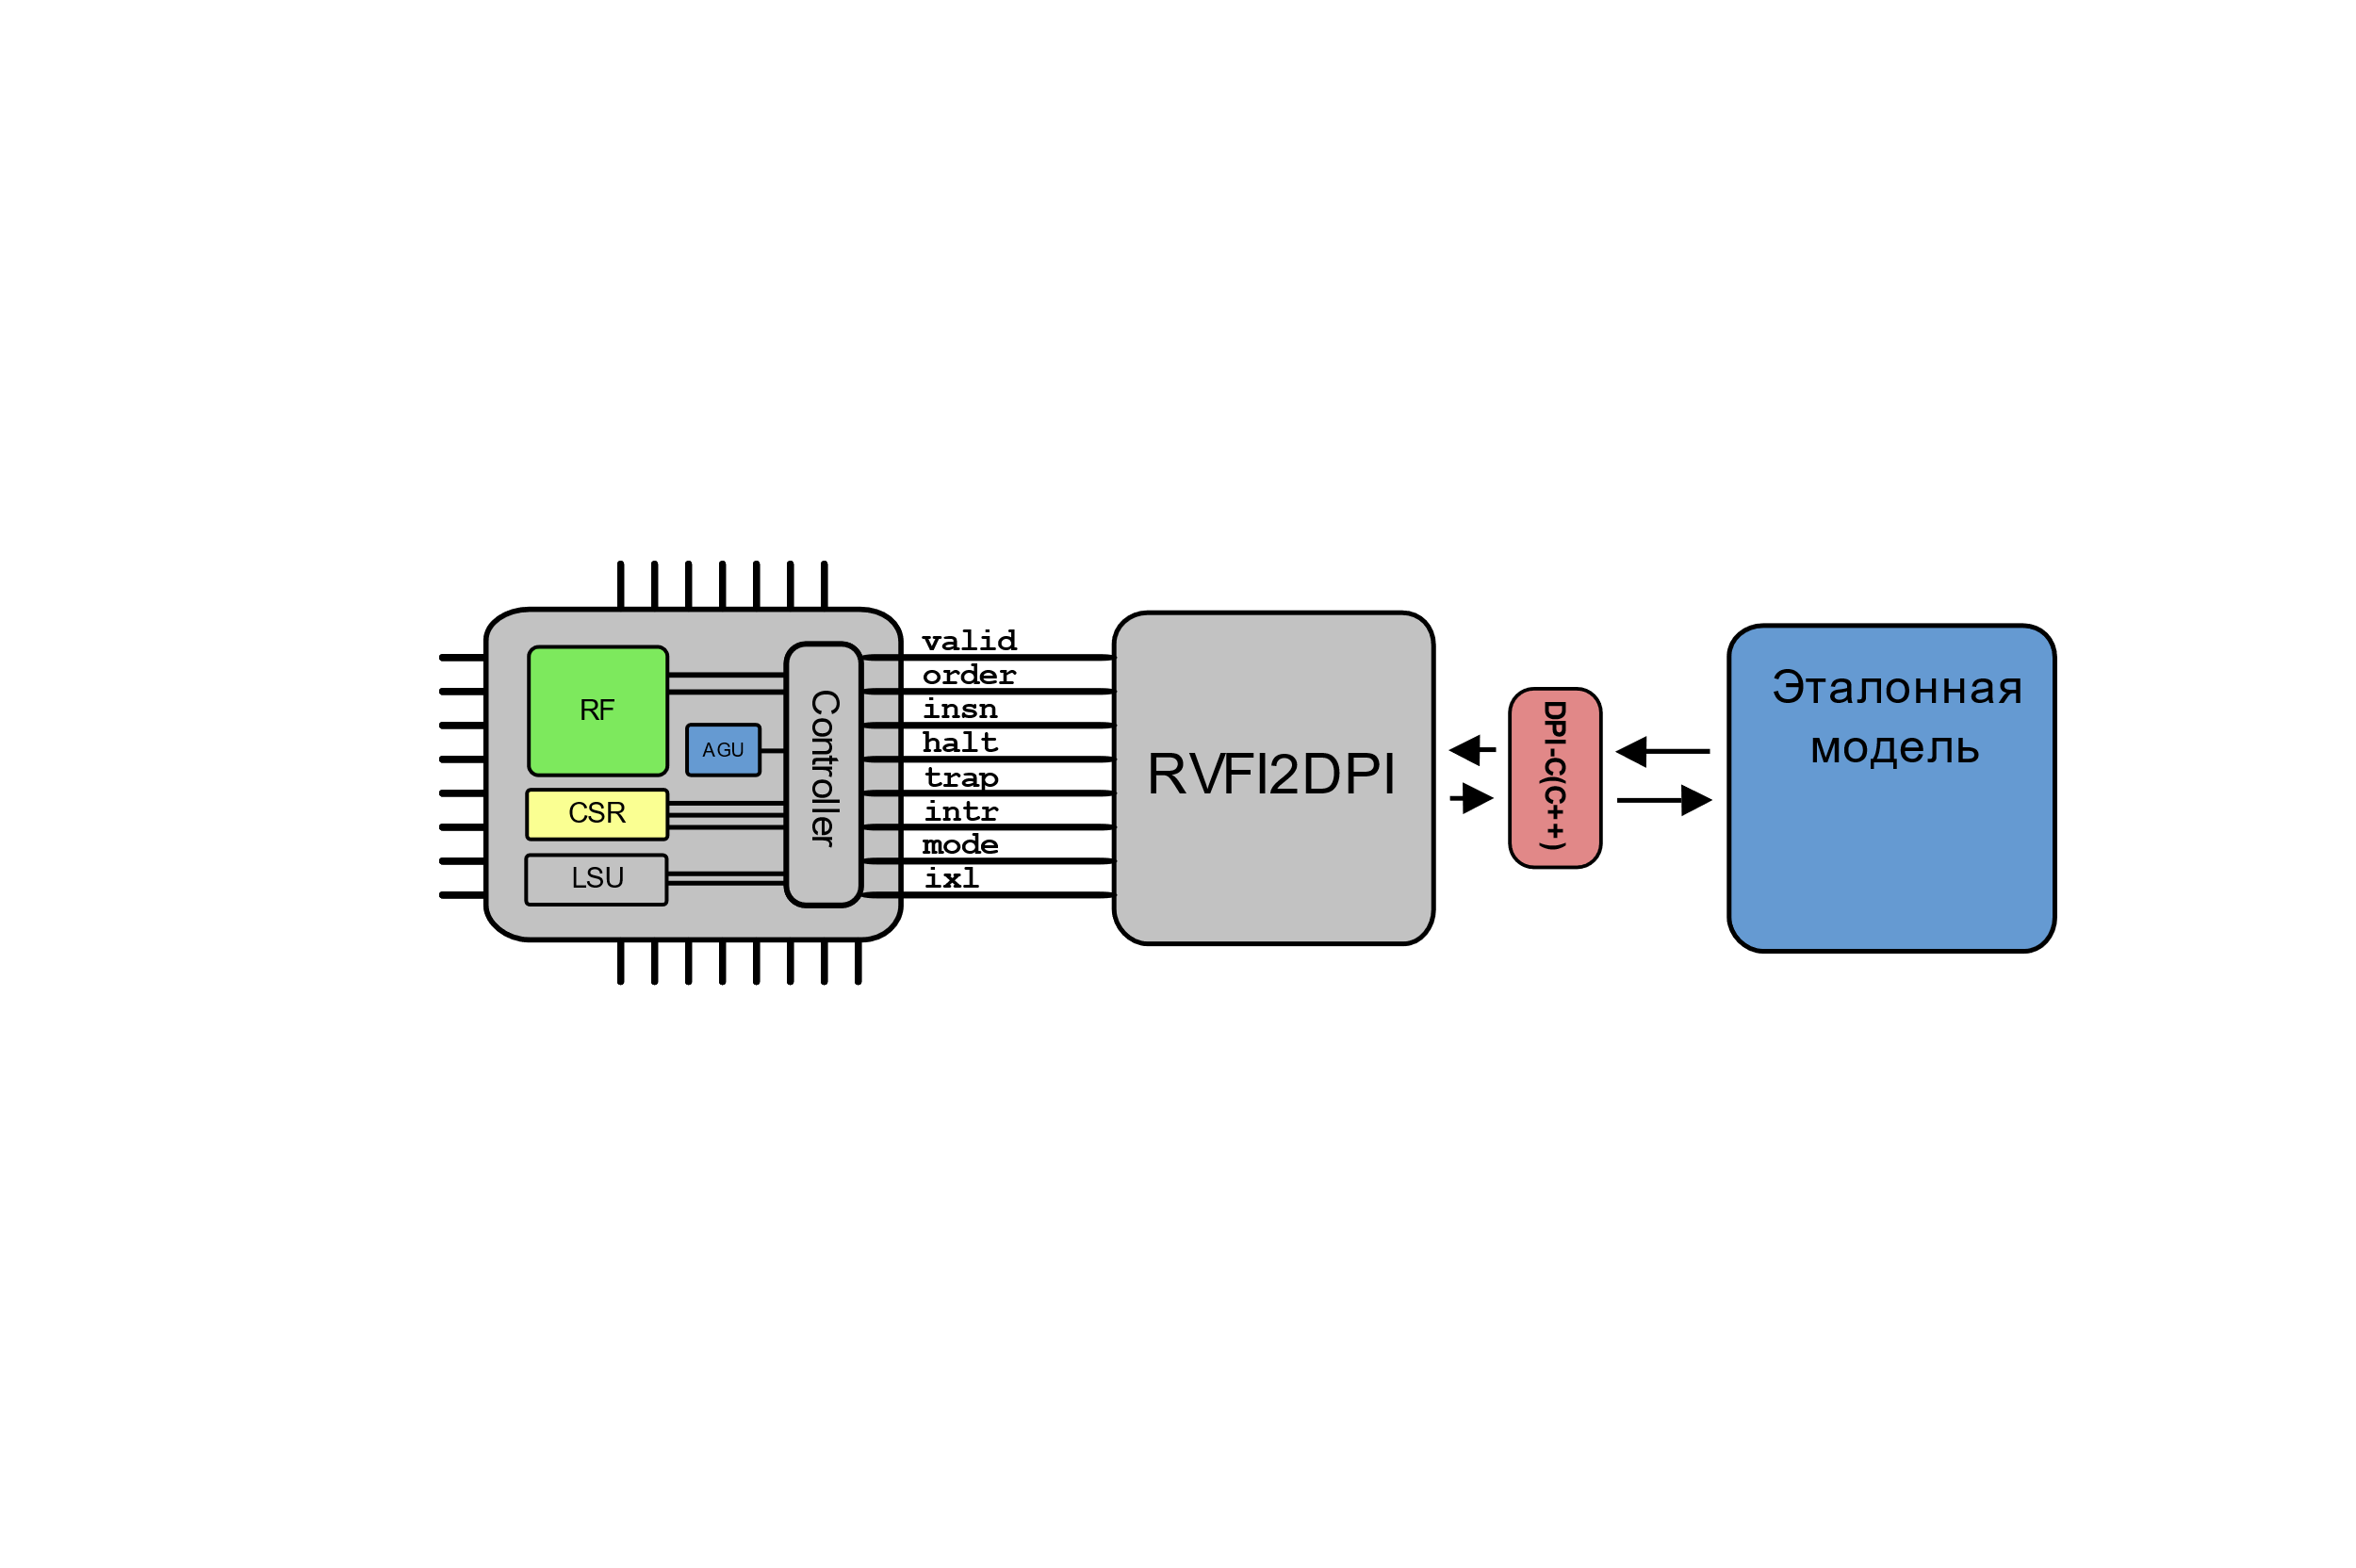 RF
AGU
CSR
LSU
Controller
valid
order
insn
halt
trap
intr
mode
ixl
RVFI2DPI
DPI-C(C++)
Эталонная
модель